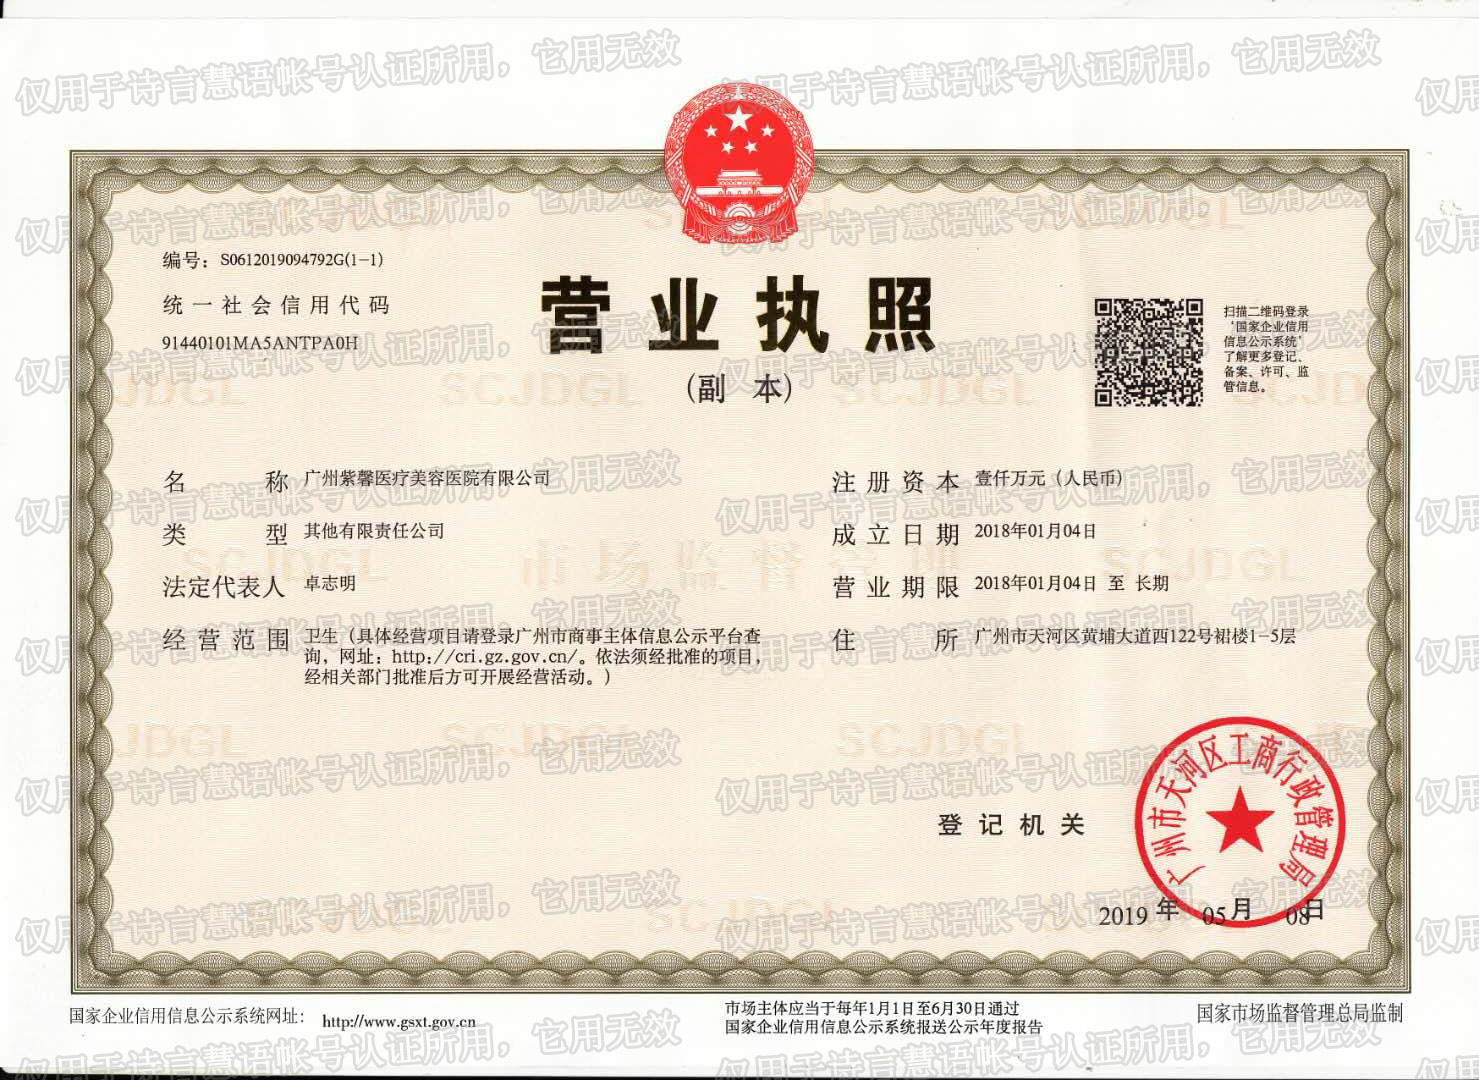 仅用于诗言慧语帐号认证所用，它用无效
编号：S0612019094792G(1-1)
统一社会信用代码
91440101MA5ANTPA0H
营业执照
（副 本）
扫描二维码登录
‘国家企业信用
信息公示系统’
了解更多登记、
备案、许可、监
管信息。
名称 广州紫馨医疗美容医院有限公司
类型 其他有限责任公司
法定代表人 卓志明
经营范围 卫生（具体经营项目请登录广州市商事主体信息公示平台查
询，网址：http://cri.gz.gov.cn/。依法须经批准的项目，
经相关部门批准后方可开展经营活动。）
注册资本 壹仟万元（人民币）
成立日期 2018年01月04日
营业期限 2018年01月04日 至 长期
住所 广州市天河区黄埔大道西122号裙楼1-5层
SCJDGL
市场监督管理
登记机关
广州市天河区工商行政管理局
2019 年 05 月 08 日
国家企业信用信息公示系统网址： http://www.gsxt.gov.cn
市场主体应当于每年1月1日至6月30日通过
国家企业信用信息公示系统报送公示年度报告
国家市场监督管理总局监制